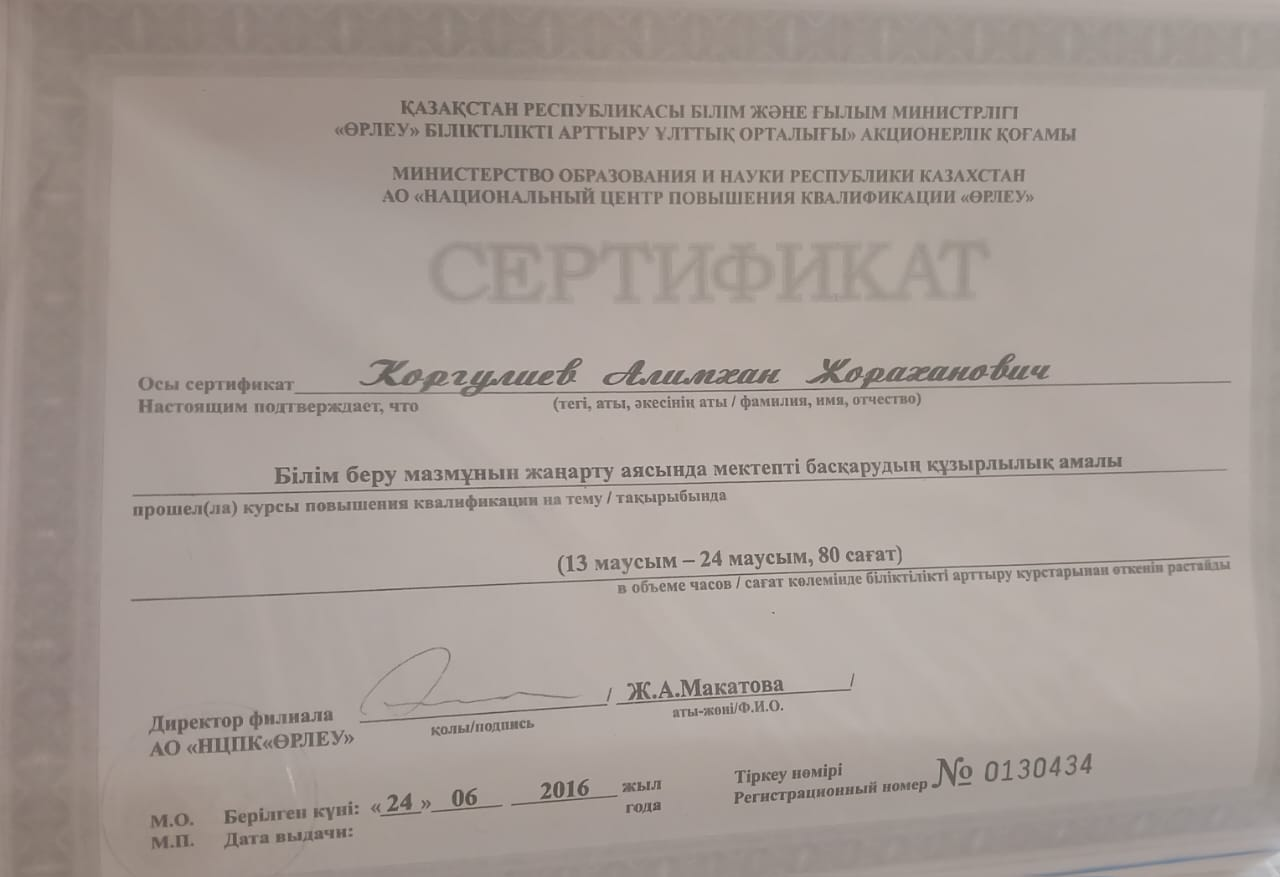 ҚАЗАҚСТАН РЕСПУБЛИКАСЫ БІЛІМ ЖӘНЕ ҒЫЛЫМ МИНИСТРЛІГІ
«ӨРЛЕУ» БІЛІКТІЛІКТІ АРТТЫРУ ҰЛТТЫҚ ОРТАЛЫҒЫ» АКЦИОНЕРЛІК ҚОҒАМЫ
МИНИСТЕРСТВО ОБРАЗОВАНИЯ И НАУКИ РЕСПУБЛИКИ КАЗАХСТАН
АО «НАЦИОНАЛЬНЫЙ ЦЕНТР ПОВЫШЕНИЯ КВАЛИФИКАЦИИ «ӨРЛЕУ»
СЕРТИФИКАТ
Осы сертификат Коргулиев Алимхан Жораханович
Настоящим подтверждает, что (тегі, аты, әкесінің аты / фамилия, имя, отчество)
Білім беру мазмұнын жаңарту аясында мектепті басқарудың құзырлылық амалы
прошел(ла) курсы повышения квалификации на тему / тақырыбында
(13 маусым – 24 маусым, 80 сағат)
в объеме часов / сағат көлемінде біліктілікті арттыру курстарынан өткенін растайды
Директор филиала / Ж.А.Макатова /
АО «НЦПК«ӨРЛЕУ» қолы/подпись аты-жөні/Ф.И.О.
М.О. Берілген күні: «24» 06 2016 жыл Тіркеу нөмірі
М.П. Дата выдачи: года Регистрационный номер № 0130434